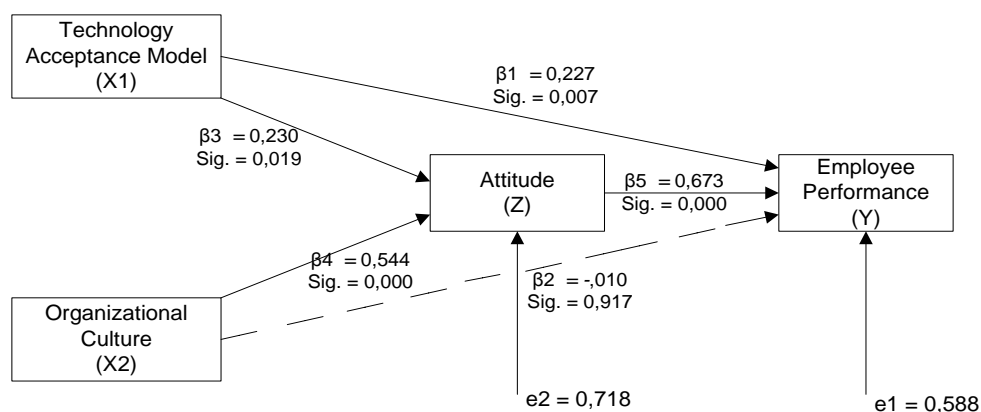 Technology
Acceptance Model
(X1)
β1 = 0,227
Sig. = 0,007
β3 = 0,230
Sig. = 0,019
Attitude
(Z)
β5 = 0,673
Sig. = 0,000
Employee
Performance
(Y)
β4 = 0,544
Sig. = 0,000
β2 = -,010
Sig. = 0,917
Organizational
Culture
(X2)
e2 = 0,718
e1 = 0,588